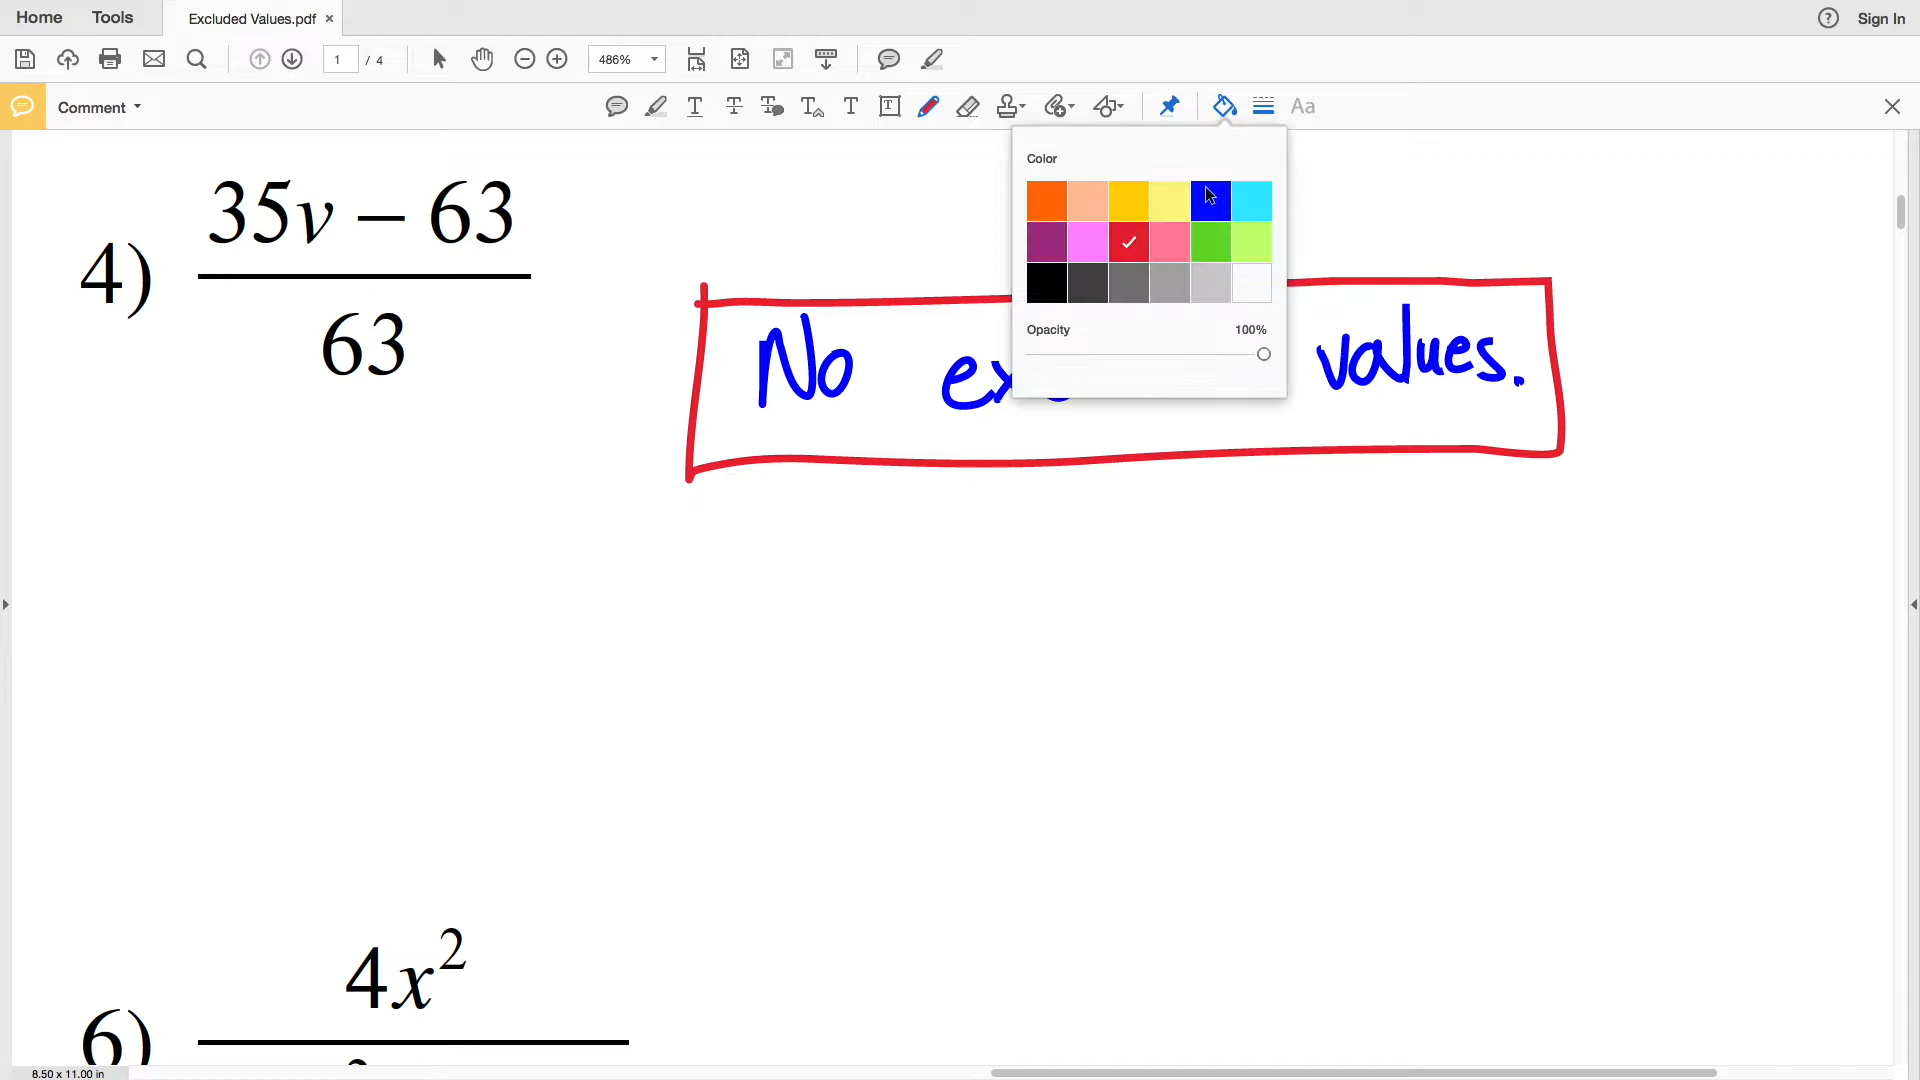 Home Tools Excluded Values.pdf × ? Sign In
1 / 4 486%
Comment T T T T T T Aa
Color
35v – 63
4)
63
Opacity 100%
No values.
4x²
6)
8.50 x 11.00 in